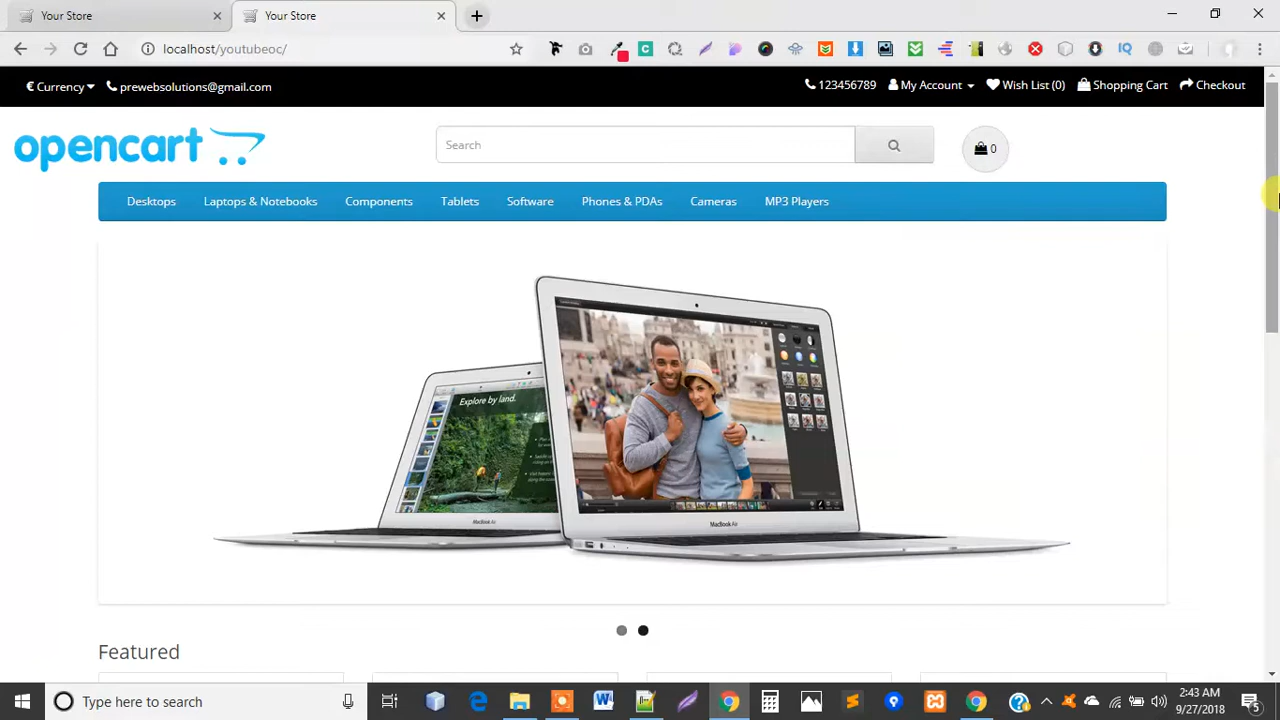 Your Store
Your Store
localhost/youtubeoc/
€ Currency
prewebsolutions@gmail.com
123456789
My Account
Wish List (0)
Shopping Cart
Checkout
opencart
Search
0
Desktops
Laptops & Notebooks
Components
Tablets
Software
Phones & PDAs
Cameras
MP3 Players
Explore by land.
MacBook Air
MacBook Air
Featured
Type here to search
2:43 AM
9/27/2018
5